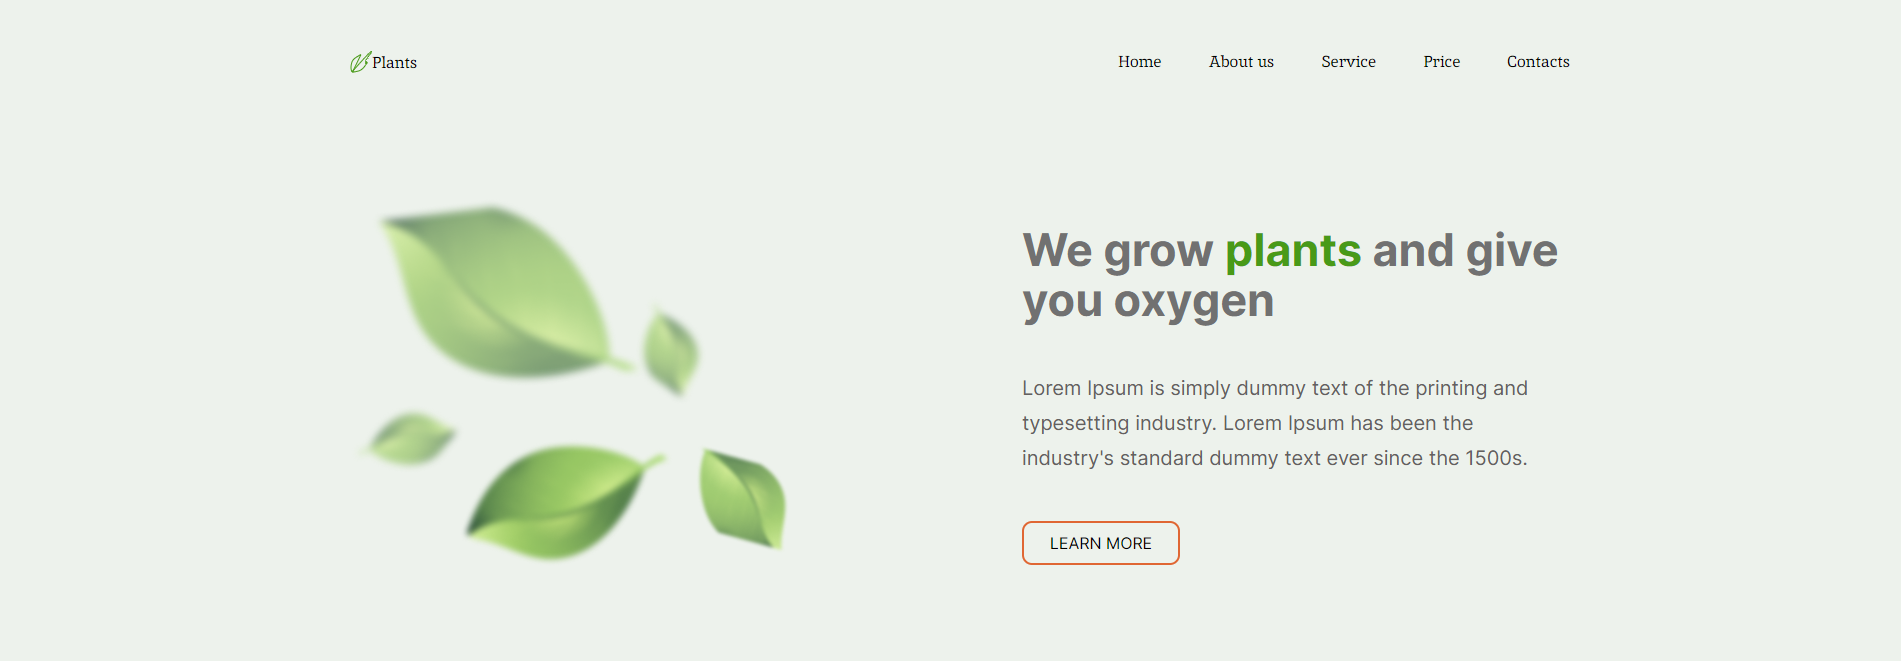 Plants
Home About us Service Price Contacts
We grow plants and give
you oxygen
Lorem Ipsum is simply dummy text of the printing and
typesetting industry. Lorem Ipsum has been the
industry's standard dummy text ever since the 1500s.
LEARN MORE